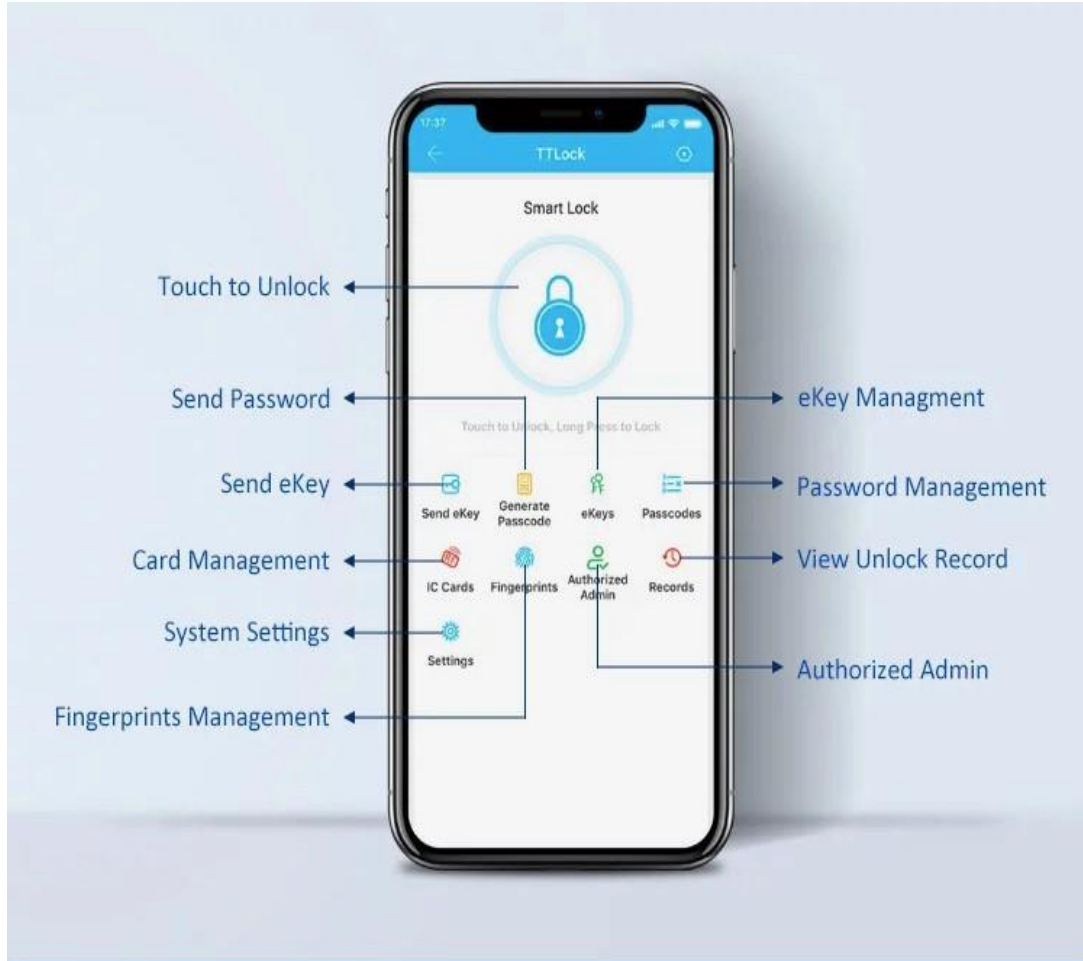 17:37
TTLock
Smart Lock
Touch to Unlock
Send Password
eKey Managment
Touch to Unlock, Long Press to Lock
Send eKey
Password Management
Send eKey
Generate
Passcode
eKeys
Passcodes
Card Management
View Unlock Record
IC Cards
Fingerprints
Authorized
Admin
Records
System Settings
Settings
Authorized Admin
Fingerprints Management